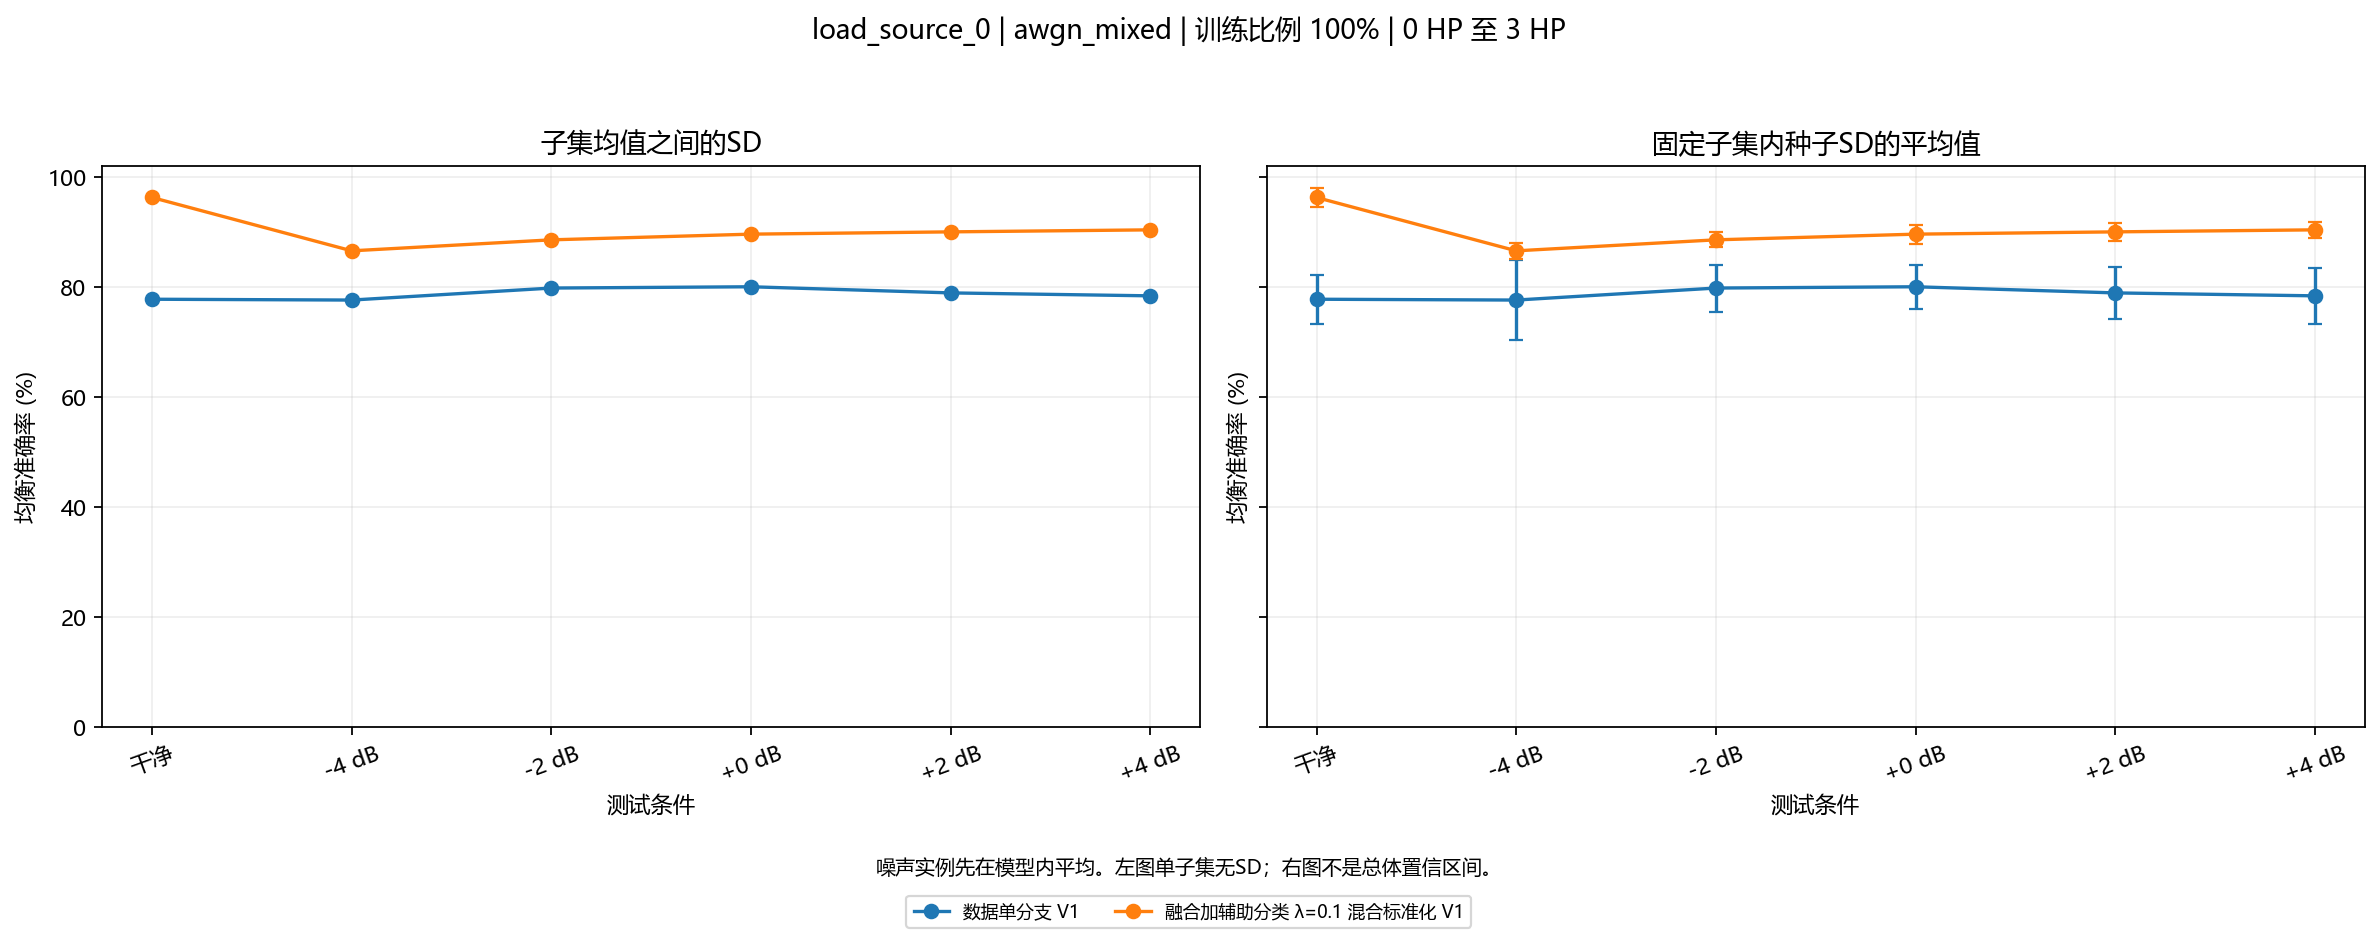 load_source_0 | awgn_mixed | 训练比例 100% | 0 HP 至 3 HP
子集均值之间的SD
均衡准确率 (%)
100
80
60
40
20
0
干净
-4 dB
-2 dB
+0 dB
+2 dB
+4 dB
测试条件
固定子集内种子SD的平均值
均衡准确率 (%)
干净
-4 dB
-2 dB
+0 dB
+2 dB
+4 dB
测试条件
噪声实例先在模型内平均。左图单子集无SD；右图不是总体置信区间。
数据单分支 V1
融合加辅助分类 λ=0.1 混合标准化 V1